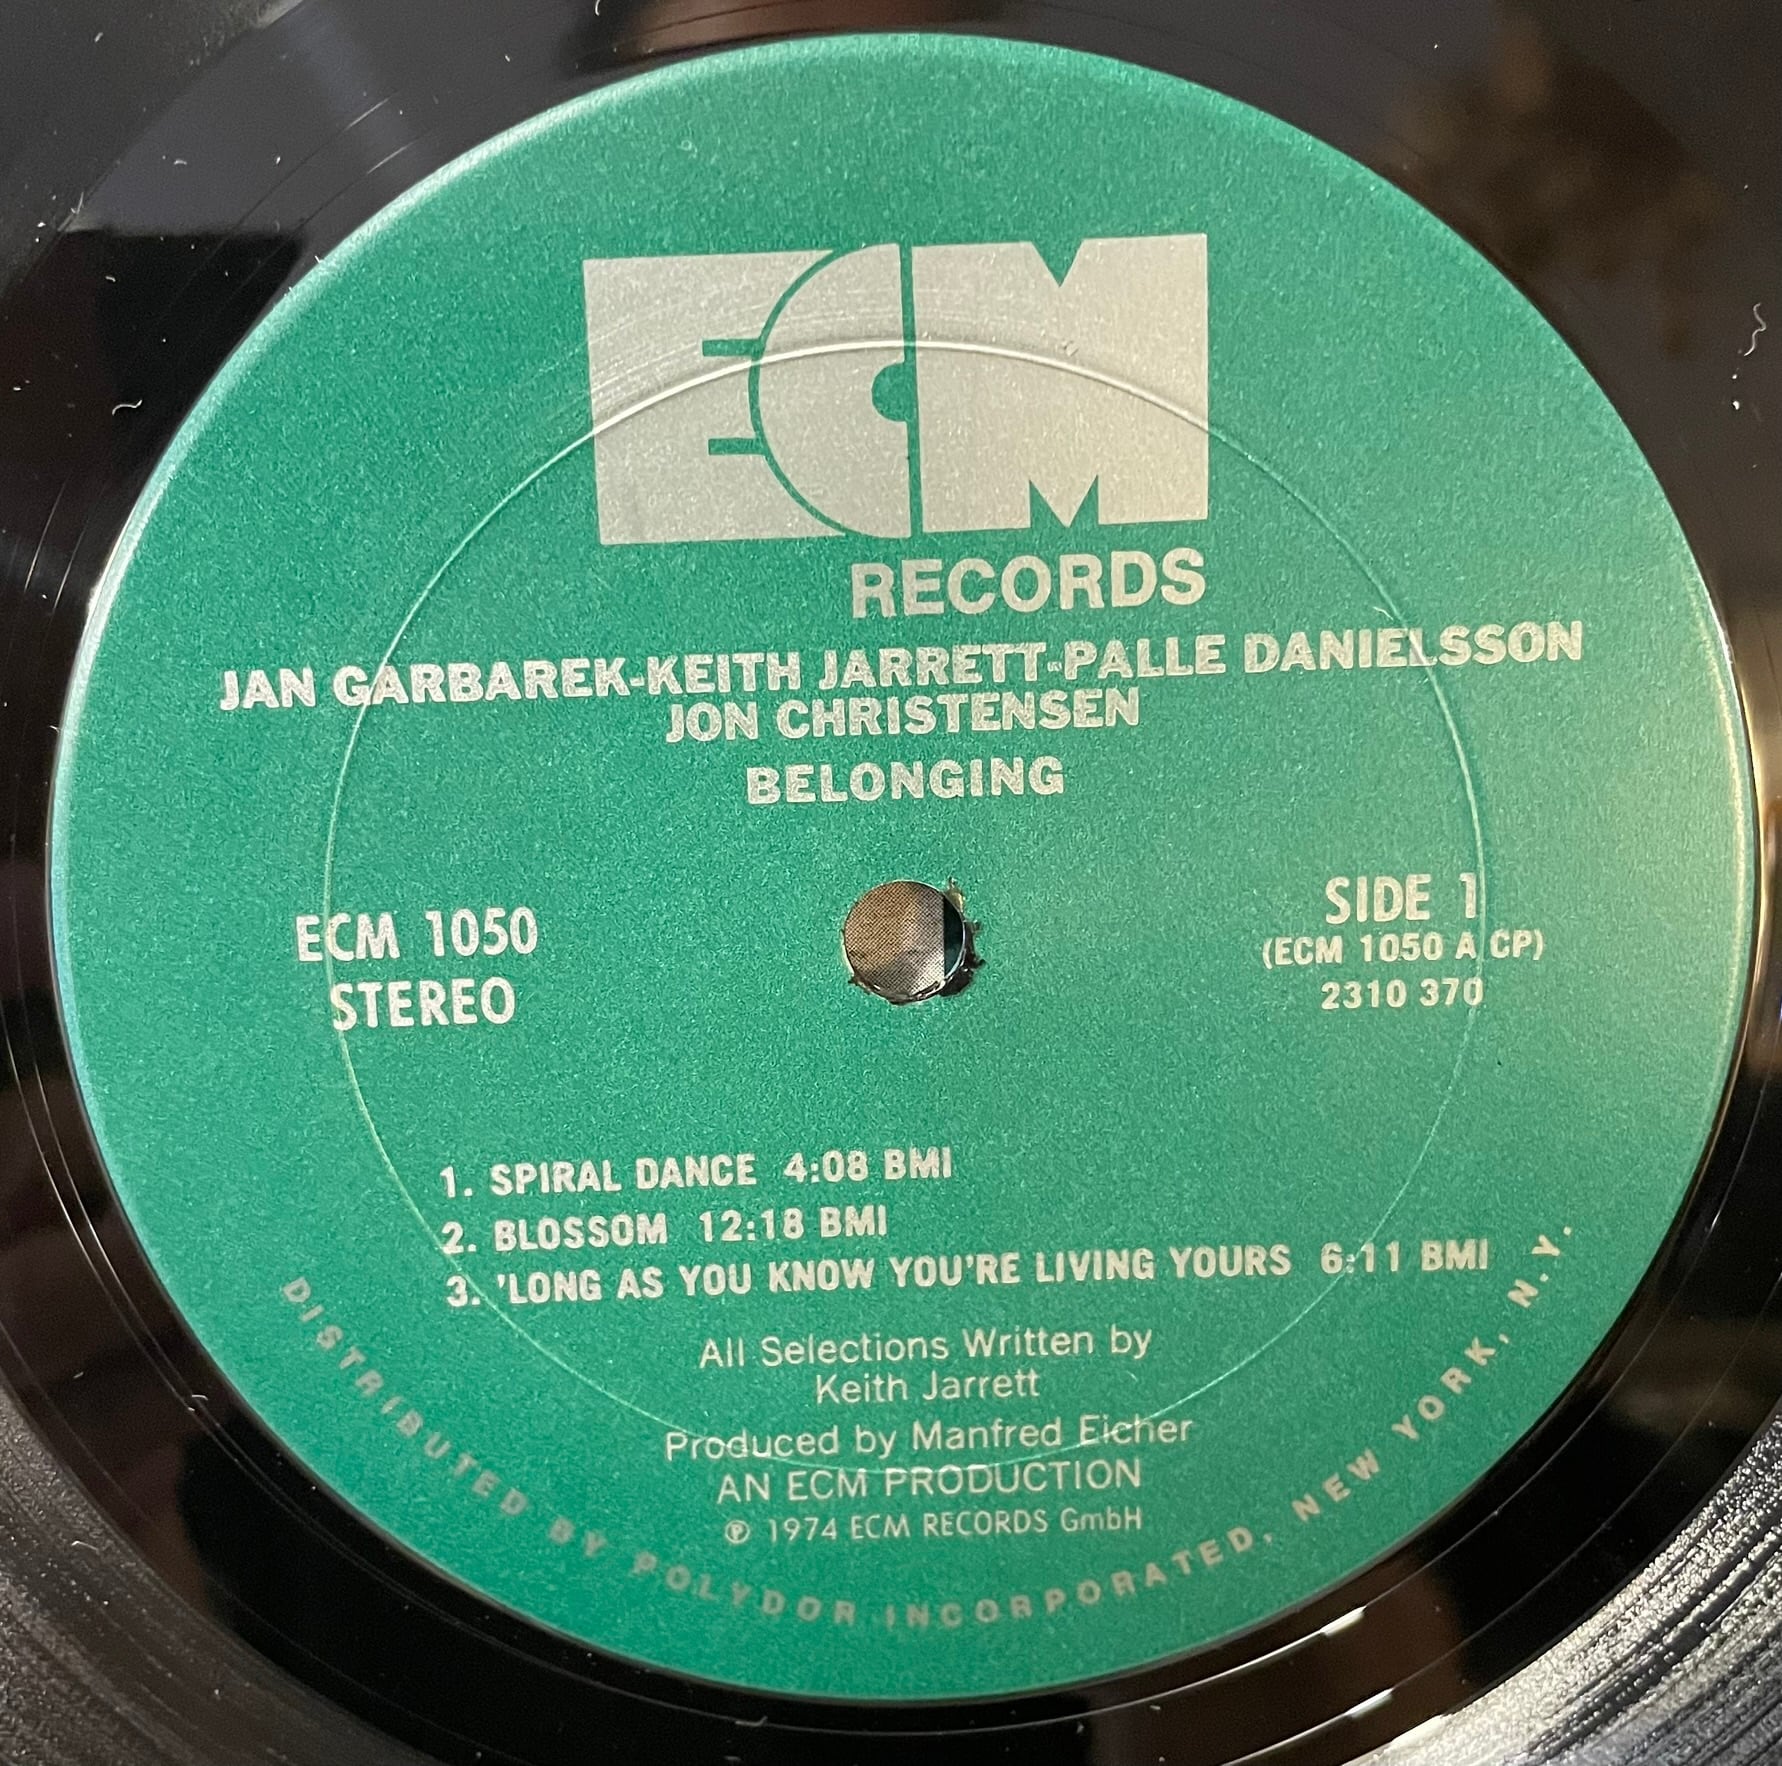 ECM
RECORDS
JAN GARBAREK-KEITH JARRETT-PALLE DANIELSSON
JON CHRISTENSEN
BELONGING
ECM 1050
STEREO
SIDE 1
(ECM 1050 A CP)
2310 370
1. SPIRAL DANCE 4:08 BMI
2. BLOSSOM 12:18 BMI
3. 'LONG AS YOU KNOW YOU'RE LIVING YOURS 6:11 BMI
All Selections Written by
Keith Jarrett
Produced by Manfred Eicher
AN ECM PRODUCTION
℗ 1974 ECM RECORDS GmbH
DISTRIBUTED BY POLYDOR INCORPORATED, NEW YORK, N.Y.